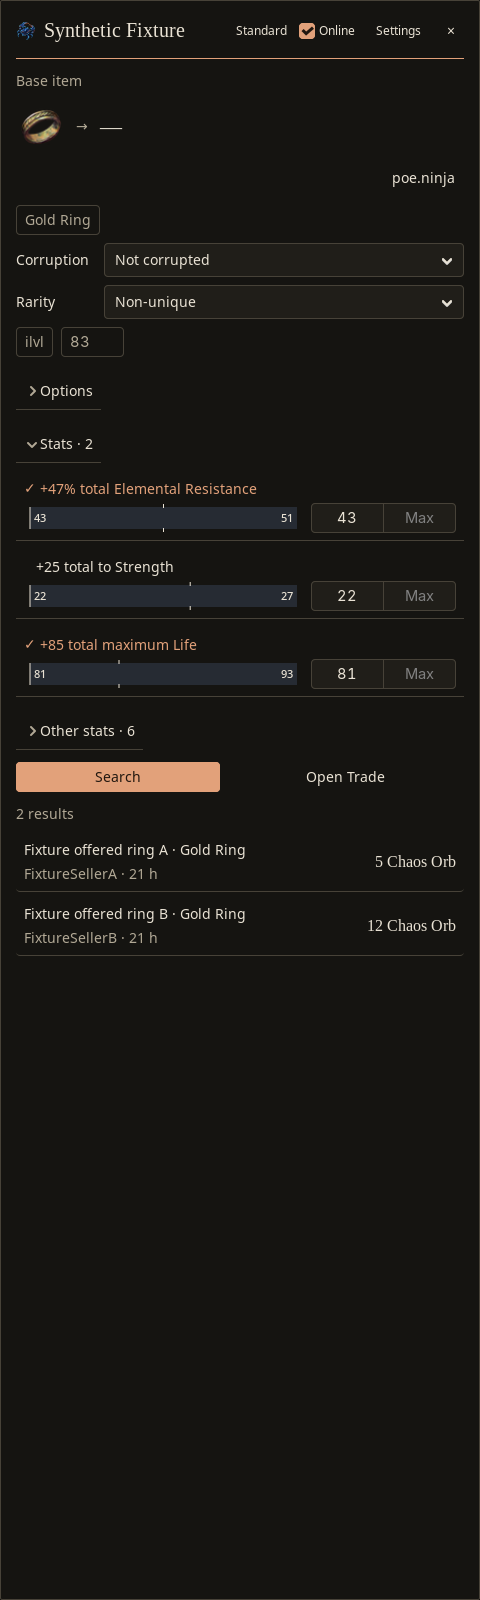 Synthetic Fixture Standard Online Settings ×
Base item
→ —
poe.ninja
Gold Ring
Corruption Not corrupted
Rarity Non-unique
ilvl 83
Options
Stats · 2
✓ +47% total Elemental Resistance
43 51 43 Max
+25 total to Strength
22 27 22 Max
✓ +85 total maximum Life
81 93 81 Max
Other stats · 6
Search Open Trade
2 results
Fixture offered ring A · Gold Ring
5 Chaos Orb
FixtureSellerA · 21 h
Fixture offered ring B · Gold Ring
12 Chaos Orb
FixtureSellerB · 21 h